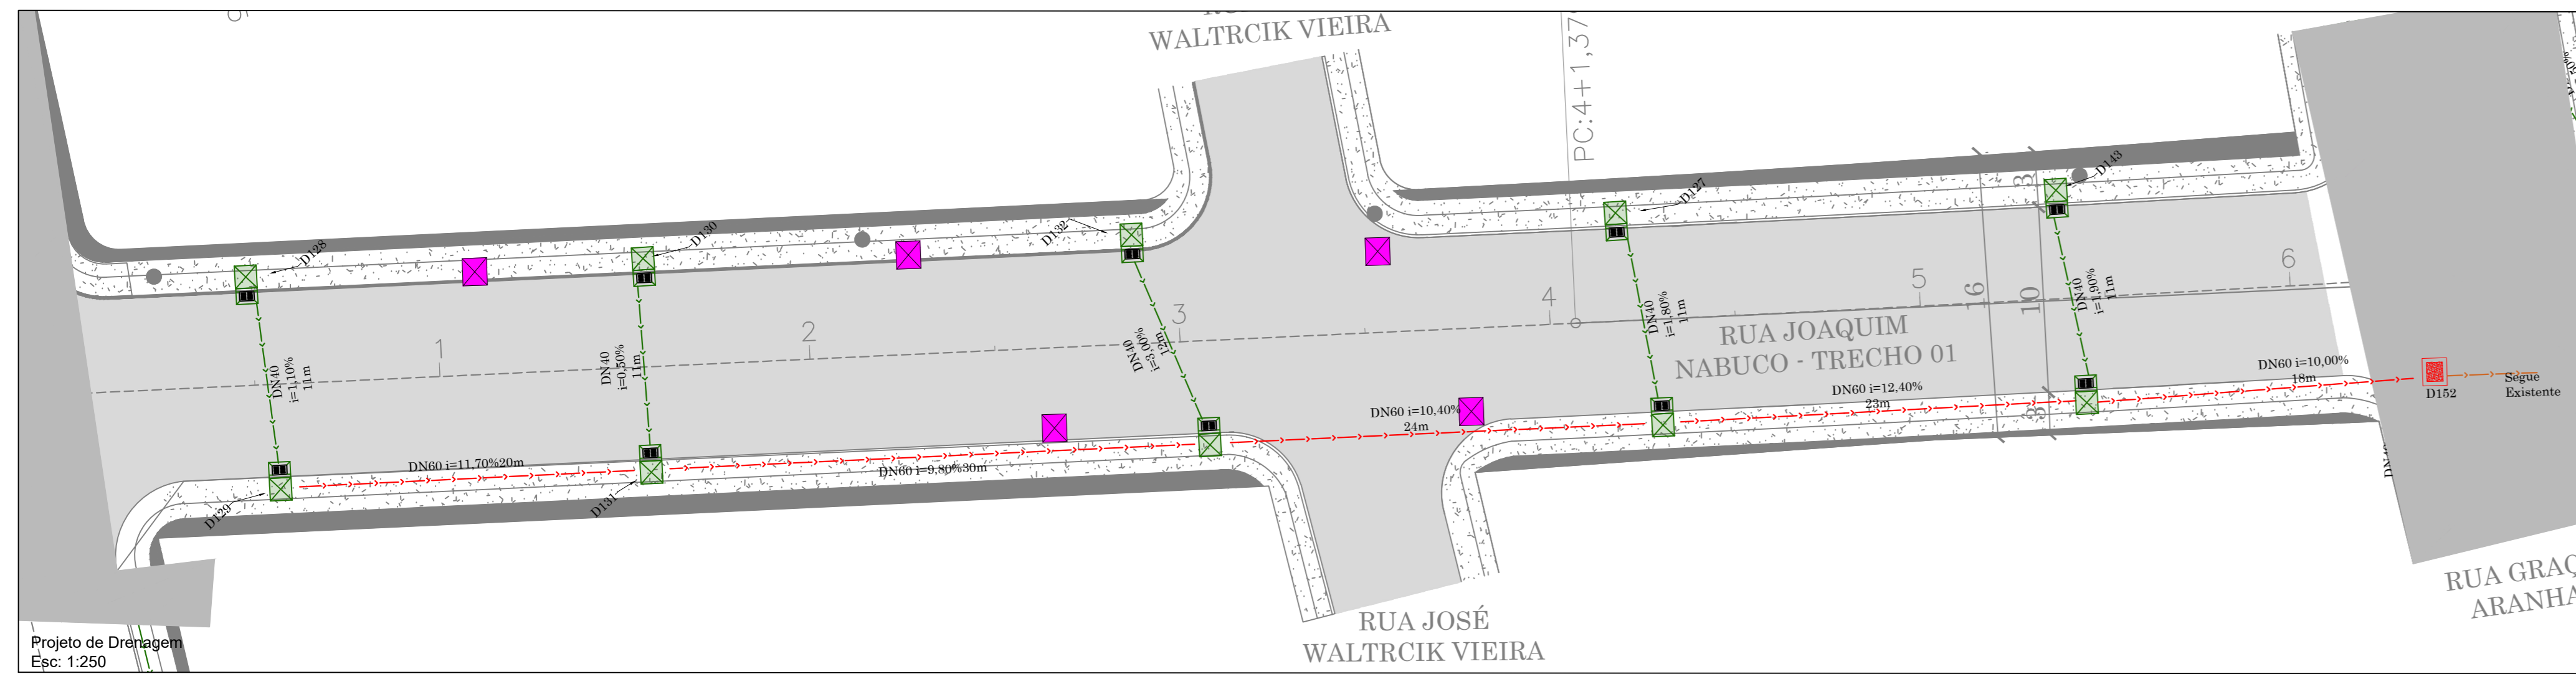 WALTRCIK VIEIRA
PC:4+1,37
D128
D130
D132
D127
D143
3
16
10
3
1
2
3
4
5
6
DN40
i=1,10%
11m
DN40
i=0,50%
11m
DN40
i=3,00%
12m
DN40
i=1,80%
11m
DN40
i=1,90%
11m
RUA JOAQUIM
NABUCO - TRECHO 01
DN60 i=11,70%20m
DN60 i=9,80%30m
DN60 i=10,40%
24m
DN60 i=12,40%
23m
DN60 i=10,00%
18m
D152
Segue
Existente
D129
D131
RUA JOSÉ
WALTRCIK VIEIRA
RUA GRAÇ
ARANHA
Projeto de Drenagem
Esc: 1:250